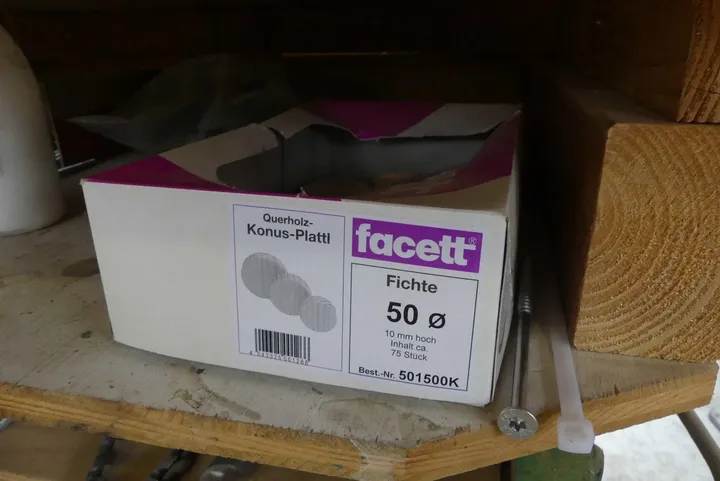 Querholz-
Konus-Plattl
facett®
Fichte
50 ø
10 mm hoch
Inhalt ca.
75 Stück
Best.-Nr. 501500K